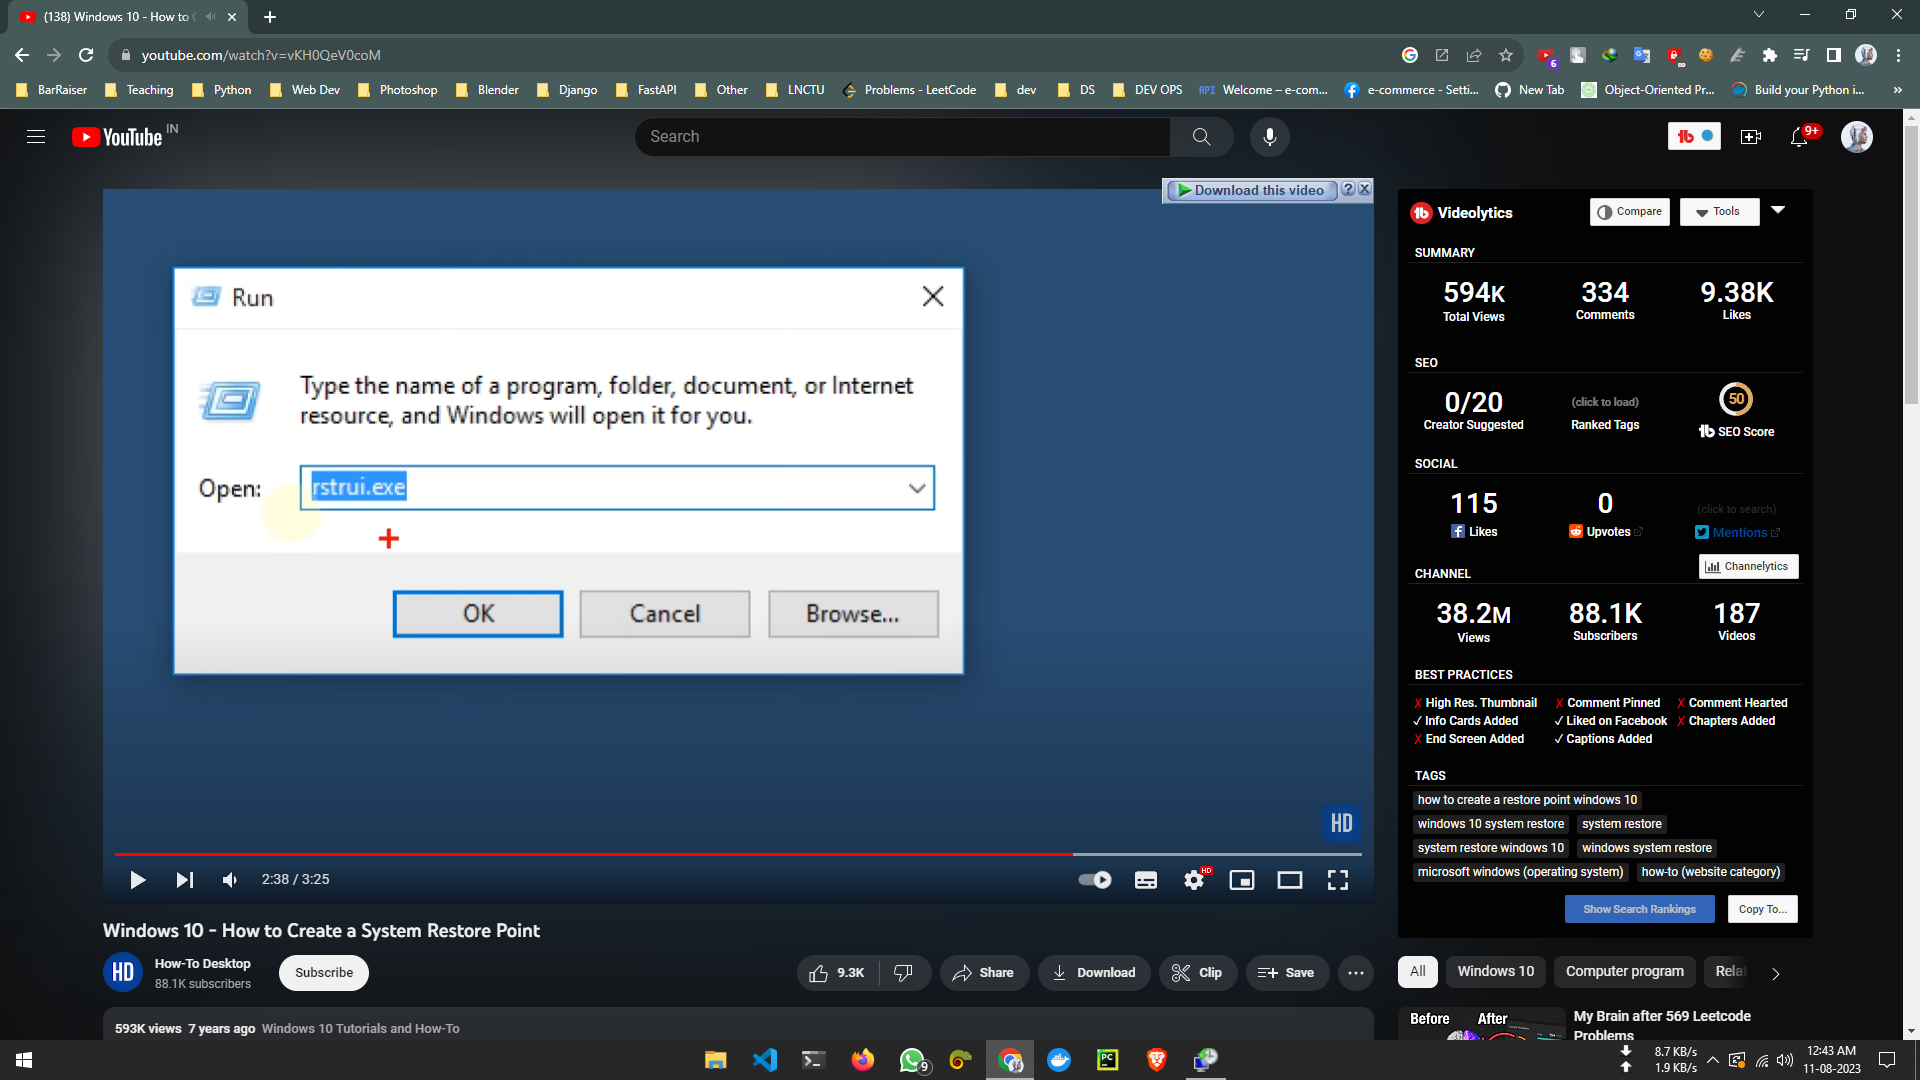 (138) Windows 10 - How to C
youtube.com/watch?v=vKH0QeV0coM
6
BarRaiser Teaching Python Web Dev Photoshop Blender Django FastAPI Other LNCTU Problems - LeetCode dev DS DEV OPS API Welcome – e-com... e-commerce - Setti... New Tab Object-Oriented Pr... Build your Python i... »
YouTube IN
Search
9+
Download this video ? X
Run
Type the name of a program, folder, document, or Internet
resource, and Windows will open it for you.
Open: rstrui.exe
OK Cancel Browse...
HD
2:38 / 3:25
HD
Windows 10 - How to Create a System Restore Point
HD
How-To Desktop
88.1K subscribers
Subscribe
9.3K Share Download Clip Save
593K views 7 years ago Windows 10 Tutorials and How-To
Videolytics Compare Tools
SUMMARY
594K 334 9.38K
Total Views Comments Likes
SEO
0/20 (click to load) 50
Creator Suggested Ranked Tags SEO Score
SOCIAL
115 0 (click to search)
Likes Upvotes Mentions
CHANNEL Channelytics
38.2M 88.1K 187
Views Subscribers Videos
BEST PRACTICES
✗ High Res. Thumbnail ✗ Comment Pinned ✗ Comment Hearted
✓ Info Cards Added ✓ Liked on Facebook ✗ Chapters Added
✗ End Screen Added ✓ Captions Added
TAGS
how to create a restore point windows 10
windows 10 system restore system restore
system restore windows 10 windows system restore
microsoft windows (operating system) how-to (website category)
Show Search Rankings Copy To...
All Windows 10 Computer program Relat
Before After
My Brain after 569 Leetcode
Problems
9
PC
8.7 KB/s
1.9 KB/s
12:43 AM
11-08-2023